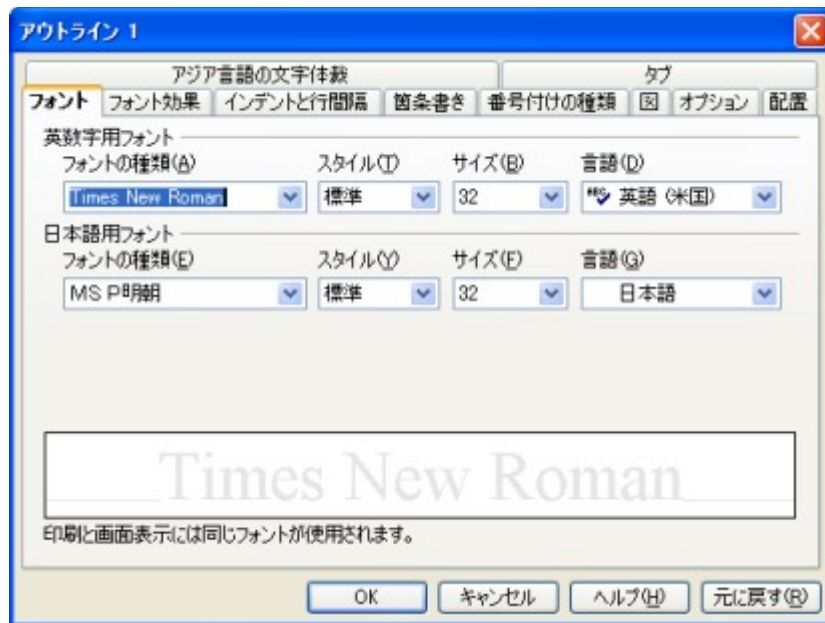 アウトライン 1
アジア言語の文字体裁 タブ
フォント フォント効果 インデントと行間隔 箇条書き 番号付けの種類 図 オプション 配置
英数字用フォント
フォントの種類(A) スタイル(T) サイズ(B) 言語(D)
Times New Roman 標準 32 英語 (米国)
日本語用フォント
フォントの種類(E) スタイル(Y) サイズ(F) 言語(G)
MS P明朝 標準 32 日本語
Times New Roman
印刷と画面表示には同じフォントが使用されます。
OK キャンセル ヘルプ(H) 元に戻す(R)